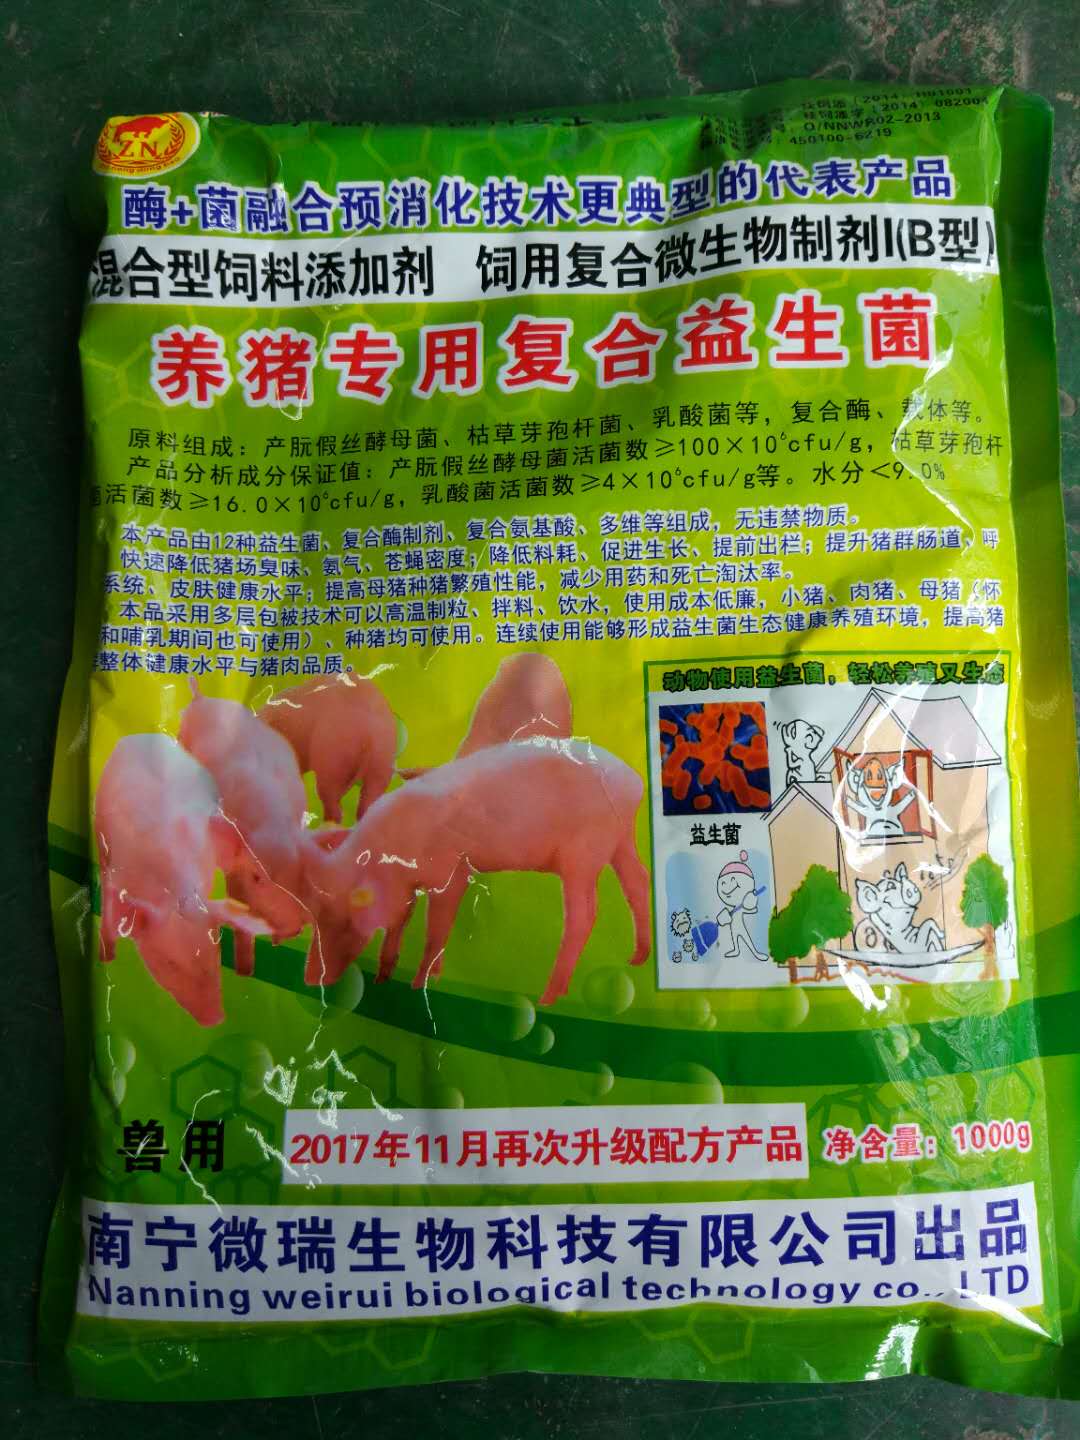 桂饲添字（2014）082001
Q/NNWR02-2013
450100-6219
ZN
酶+菌融合预消化技术更典型的代表产品
混合型饲料添加剂 饲用复合微生物制剂I(B型)
养猪专用复合益生菌
原料组成：产朊假丝酵母菌、枯草芽孢杆菌、乳酸菌等，复合酶、载体等。
产品分析成分保证值：产朊假丝酵母菌活菌数≥100×10⁶cfu/g，枯草芽孢杆
菌活菌数≥16.0×10⁶cfu/g，乳酸菌活菌数≥4×10⁶cfu/g等。水分<9.0%
本产品由12种益生菌、复合酶制剂、复合氨基酸、多维等组成，无违禁物质。
快速降低猪场臭味、氨气、苍蝇密度；降低料耗、促进生长、提前出栏；提升猪群肠道、呼
系统、皮肤健康水平；提高母猪种猪繁殖性能，减少用药和死亡淘汰率。
本品采用多层包被技术可以高温制粒、拌料、饮水，使用成本低廉，小猪、肉猪、母猪（怀
和哺乳期间也可使用）、种猪均可使用。连续使用能够形成益生菌生态健康养殖环境，提高猪
群整体健康水平与猪肉品质。
动物使用益生菌，轻松养殖又生态
益生菌
兽用
2017年11月再次升级配方产品
净含量：1000g
南宁微瑞生物科技有限公司出品
Nanning weirui biological technology co., LTD